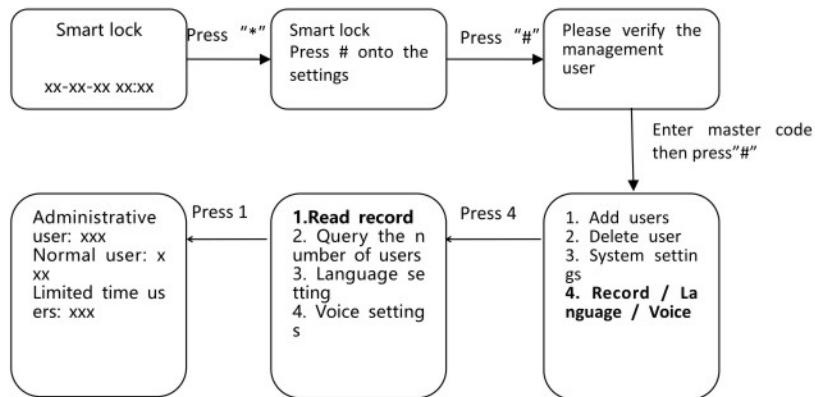 Smart lock
xx-xx-xx xx:xx
Press "*"
Smart lock
Press # onto the
settings
Press "#"
Please verify the
management
user
Enter master code
then press"#"
1. Add users
2. Delete user
3. System settin
gs
4. Record / La
nguage / Voice
Press 4
1.Read record
2. Query the n
umber of users
3. Language se
tting
4. Voice setting
s
Press 1
Administrative
user: xxx
Normal user: x
xx
Limited time us
ers: xxx